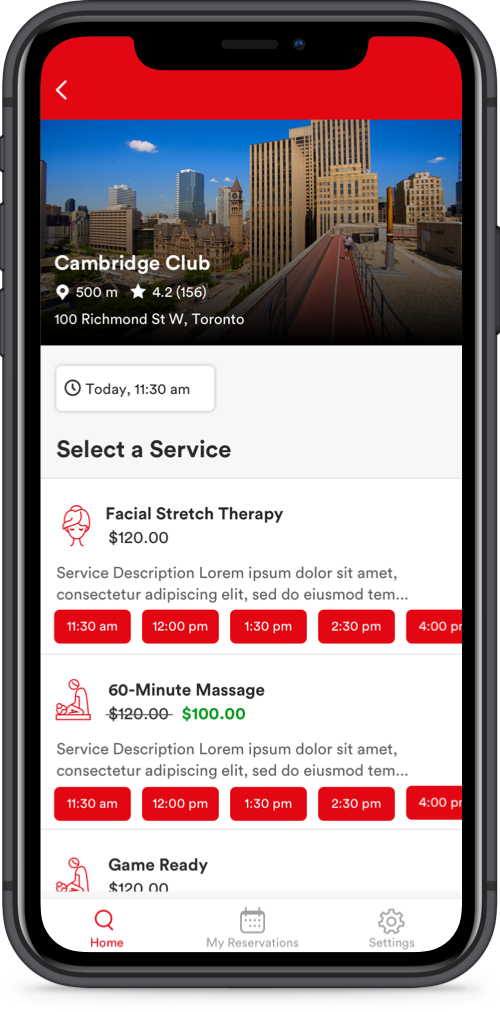 Cambridge Club
500 m 4.2 (156)
100 Richmond St W, Toronto
Today, 11:30 am
Select a Service
Facial Stretch Therapy
$120.00
Service Description Lorem ipsum dolor sit amet,
consectetur adipiscing elit, sed do eiusmod tem...
11:30 am 12:00 pm 1:30 pm 2:30 pm 4:00 pm
60-Minute Massage
$120.00 $100.00
Service Description Lorem ipsum dolor sit amet,
consectetur adipiscing elit, sed do eiusmod tem...
11:30 am 12:00 pm 1:30 pm 2:30 pm 4:00 pm
Game Ready
$120.00
Home My Reservations Settings